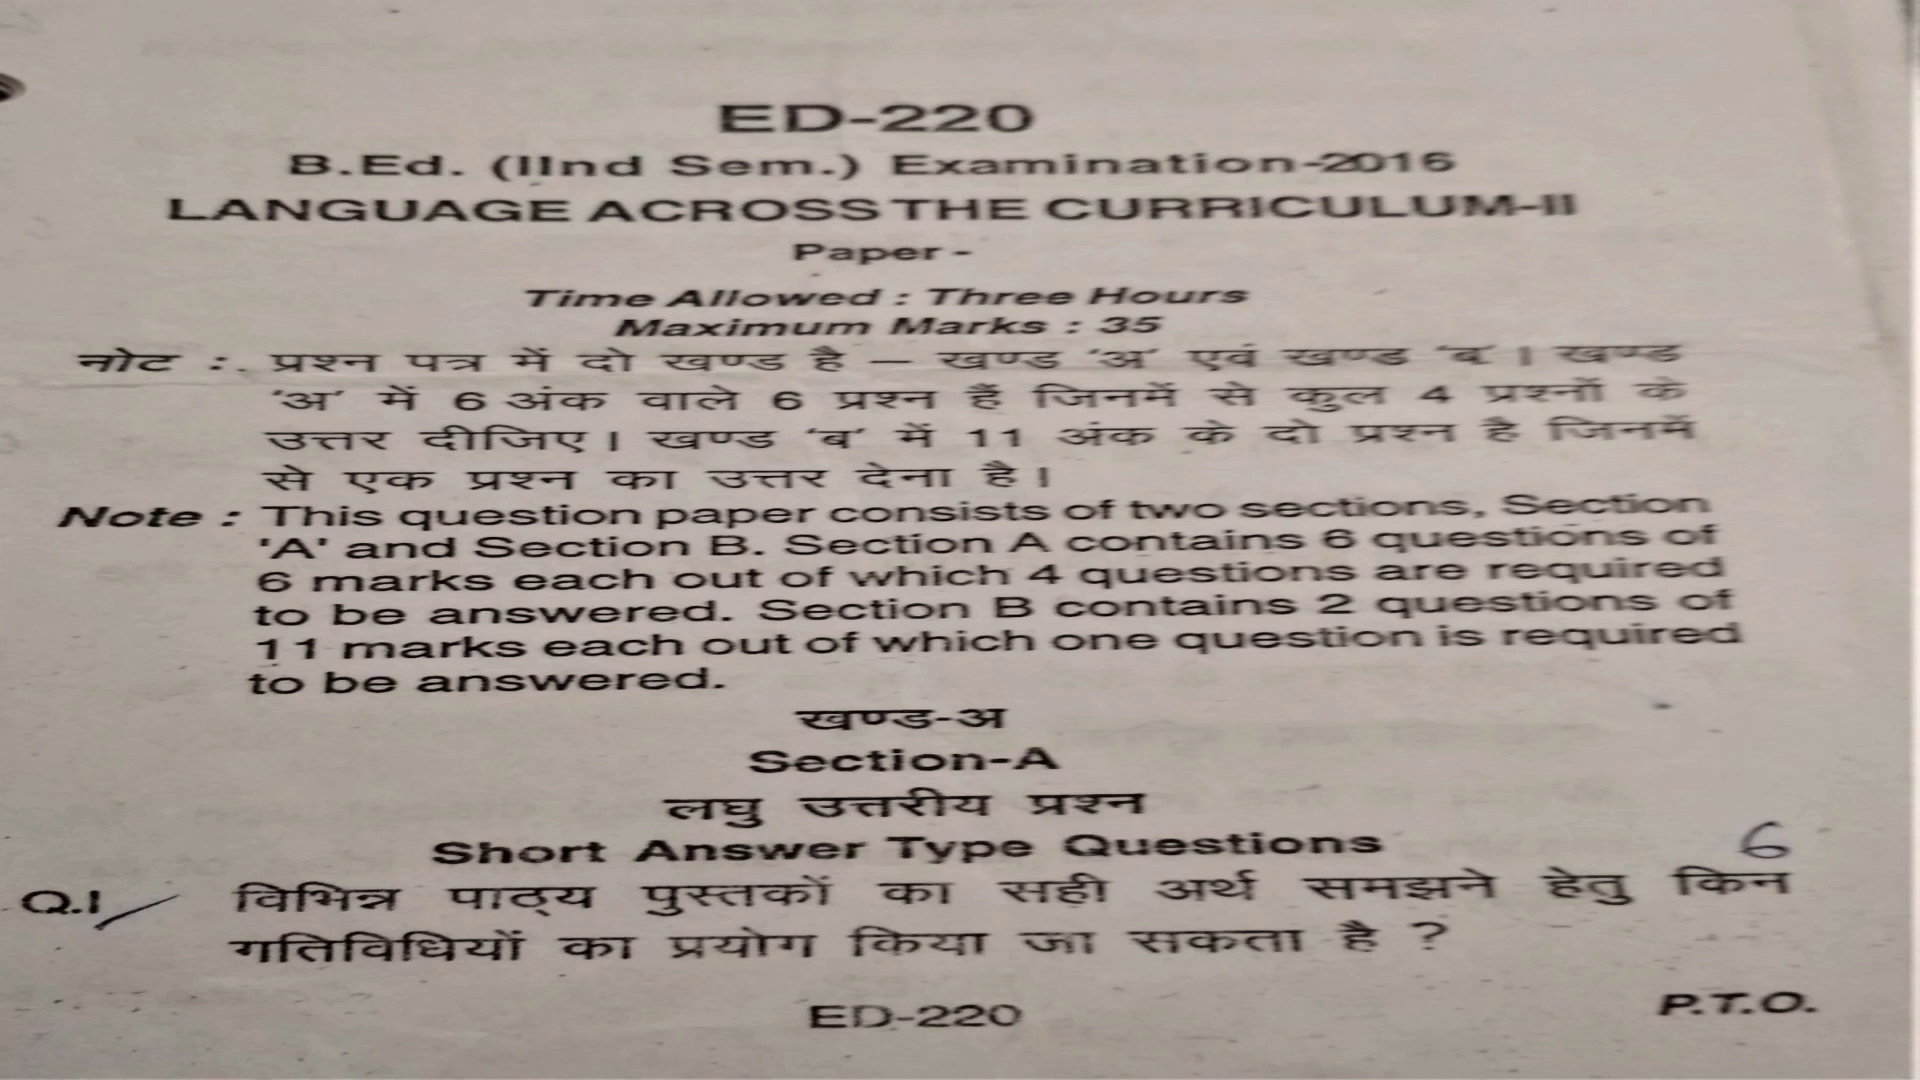 ED-220
B.Ed. (IInd Sem.) Examination-2016
LANGUAGE ACROSS THE CURRICULUM-II
Paper -
Time Allowed : Three Hours
Maximum Marks : 35
नोट : प्रश्न पत्र में दो खण्ड है – खण्ड 'अ' एवं खण्ड 'ब'। खण्ड
'अ' में 6 अंक वाले 6 प्रश्न हैं जिनमें से कुल 4 प्रश्नों के
उत्तर दीजिए। खण्ड 'ब' में 11 अंक के दो प्रश्न है जिनमें
से एक प्रश्न का उत्तर देना है।
Note : This question paper consists of two sections, Section
'A' and Section B. Section A contains 6 questions of
6 marks each out of which 4 questions are required
to be answered. Section B contains 2 questions of
11 marks each out of which one question is required
to be answered.
खण्ड-अ
Section-A
लघु उत्तरीय प्रश्न
Short Answer Type Questions
6
Q.1 विभिन्न पाठ्य पुस्तकों का सही अर्थ समझने हेतु किन
गतिविधियों का प्रयोग किया जा सकता है ?
ED-220
P.T.O.